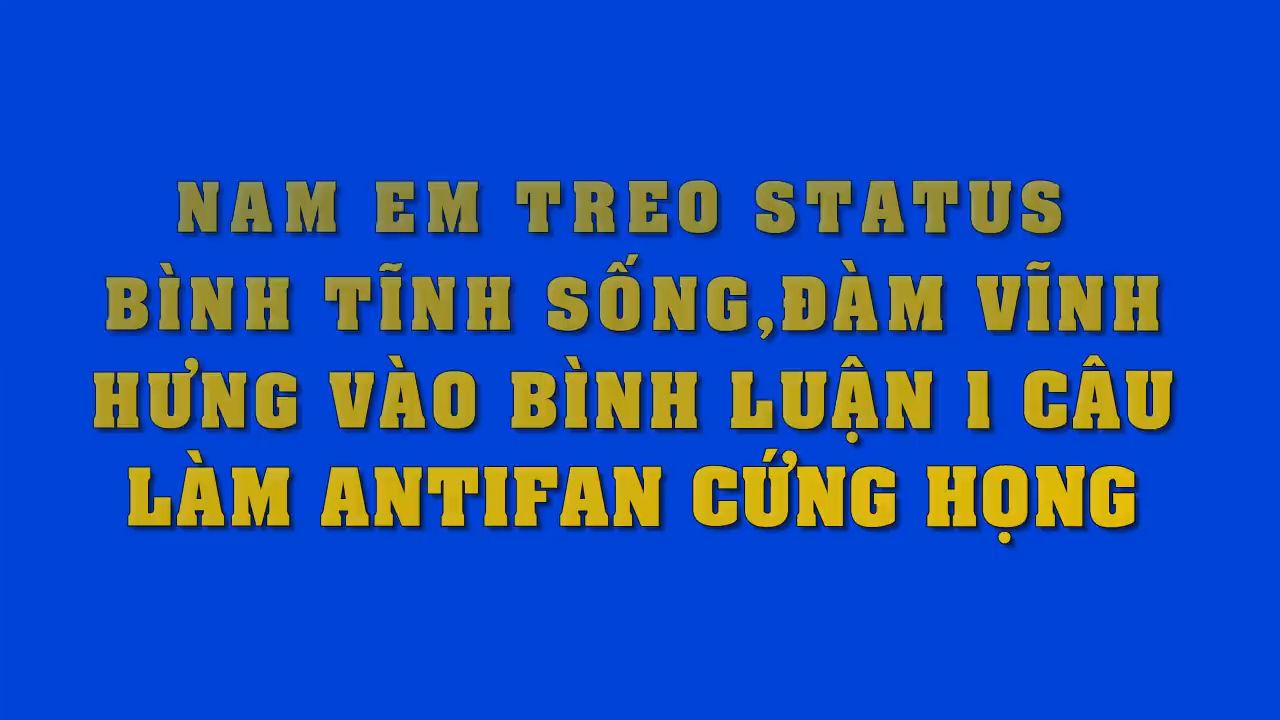 NAM EM TREO STATUS
BÌNH TĨNH SỐNG,ĐÀM VĨNH
HƯNG VÀO BÌNH LUẬN 1 CÂU
LÀM ANTIFAN CỨNG HỌNG